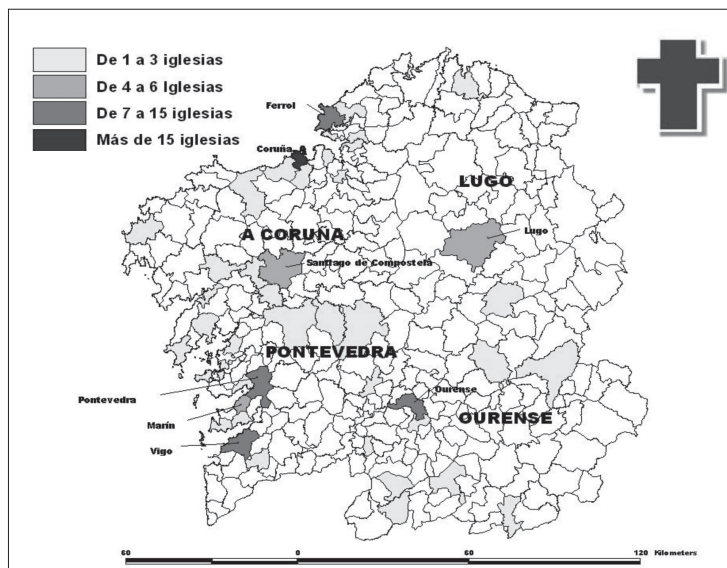 De 1 a 3 iglesias
De 4 a 6 Iglesias
De 7 a 15 iglesias
Más de 15 iglesias
Ferrol
Coruña A
LUGO
A CORUÑA
Lugo
Santiago de Compostela
PONTEVEDRA
Pontevedra
Ourense
OURENSE
Marín
Vigo
60 0 60 120 Kilometers